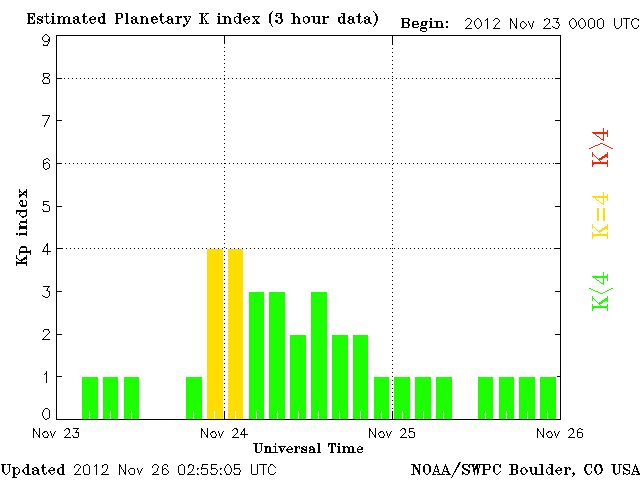 Estimated Planetary K index (3 hour data) Begin: 2012 Nov 23 0000 UTC
9
8
7
6
5
4
3
2
1
0
Kp index
K>4
K=4
K<4
Nov 23 Nov 24 Nov 25 Nov 26
Universal Time
Updated 2012 Nov 26 02:55:05 UTC NOAA/SWPC Boulder, CO USA